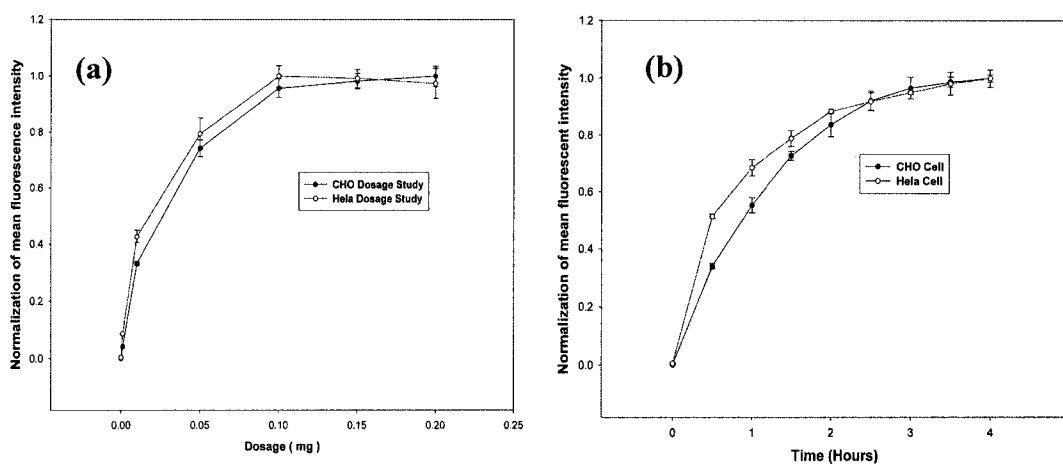 (a)
Normalization of mean fluorescence intensity
1.2
1.0
0.8
0.6
0.4
0.2
0.0
CHO Dosage Study
Hela Dosage Study
0.00 0.05 0.10 0.15 0.20 0.25
Dosage ( mg )
(b)
Normalization of mean fluorescent intensity
1.2
1.0
0.8
0.6
0.4
0.2
0.0
CHO Cell
Hela Cell
0 1 2 3 4
Time (Hours)